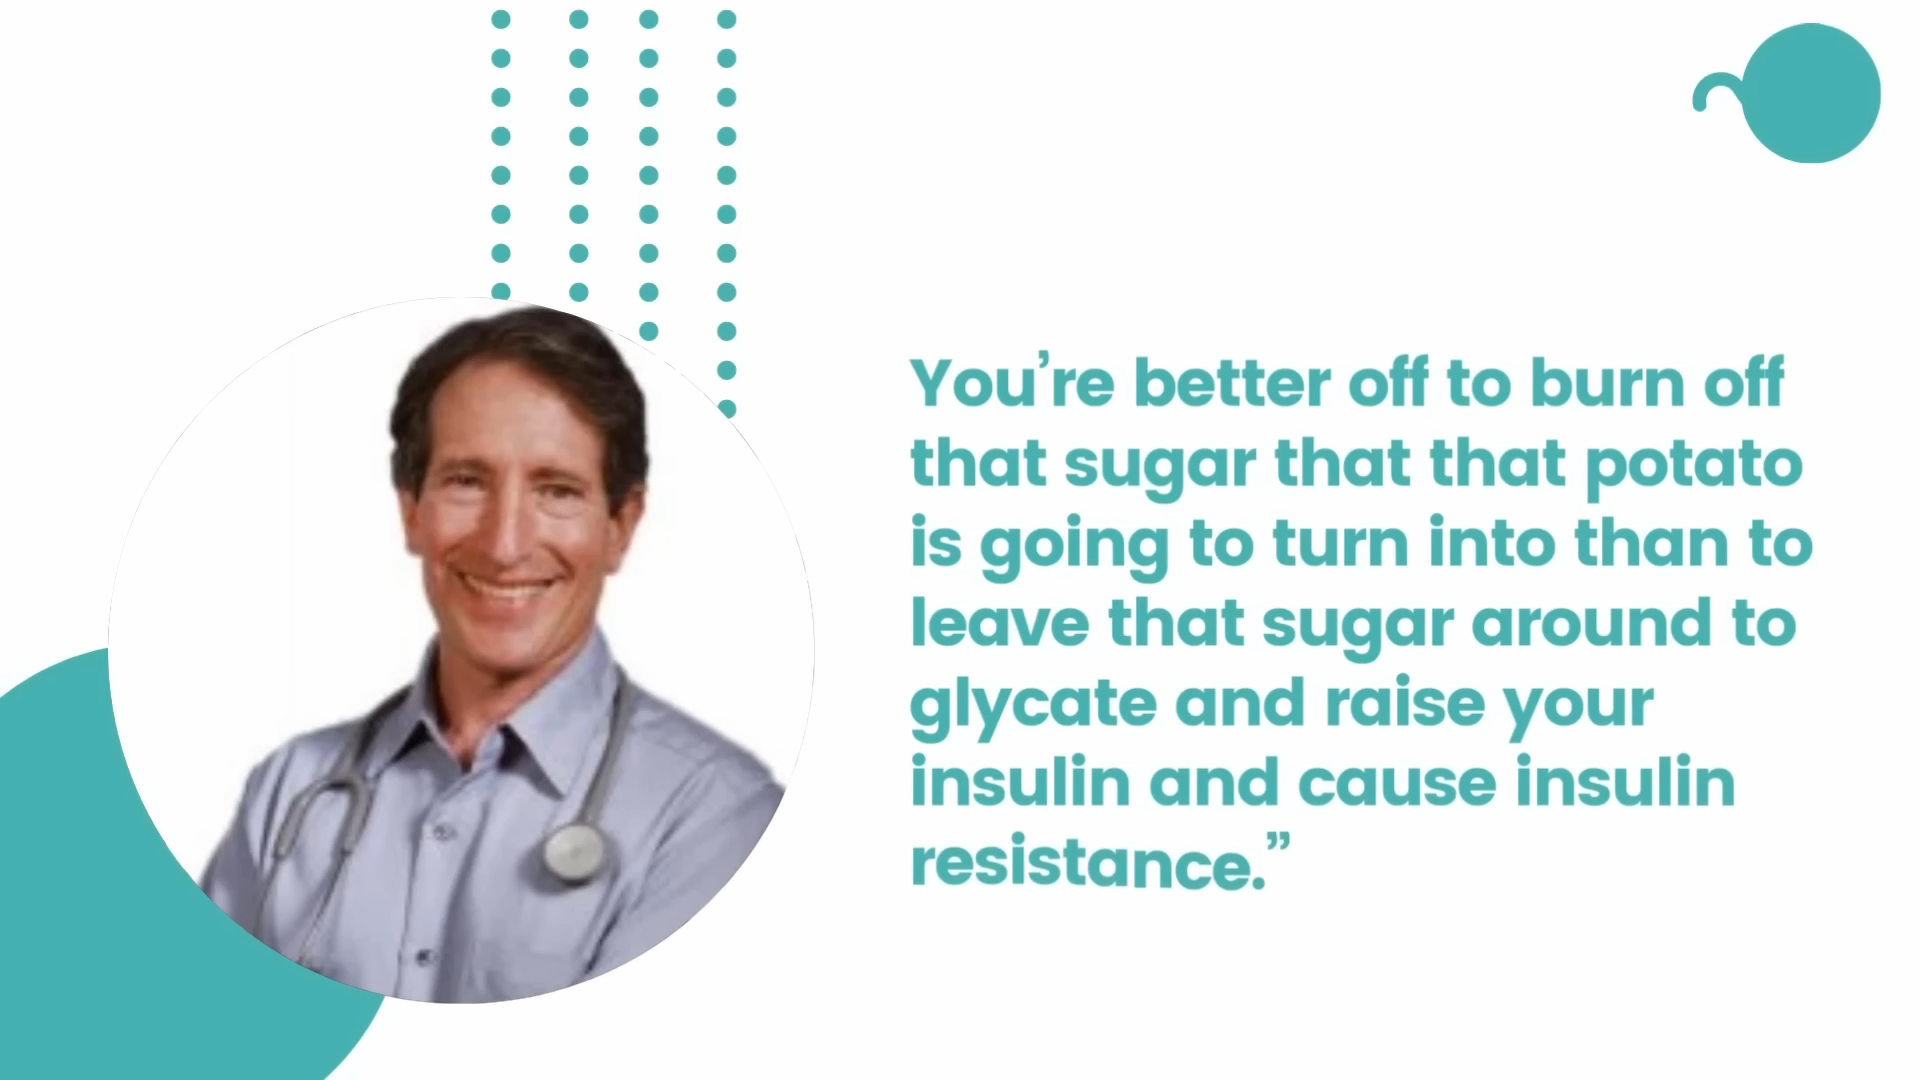 You’re better off to burn off
that sugar that that potato
is going to turn into than to
leave that sugar around to
glycate and raise your
insulin and cause insulin
resistance.”